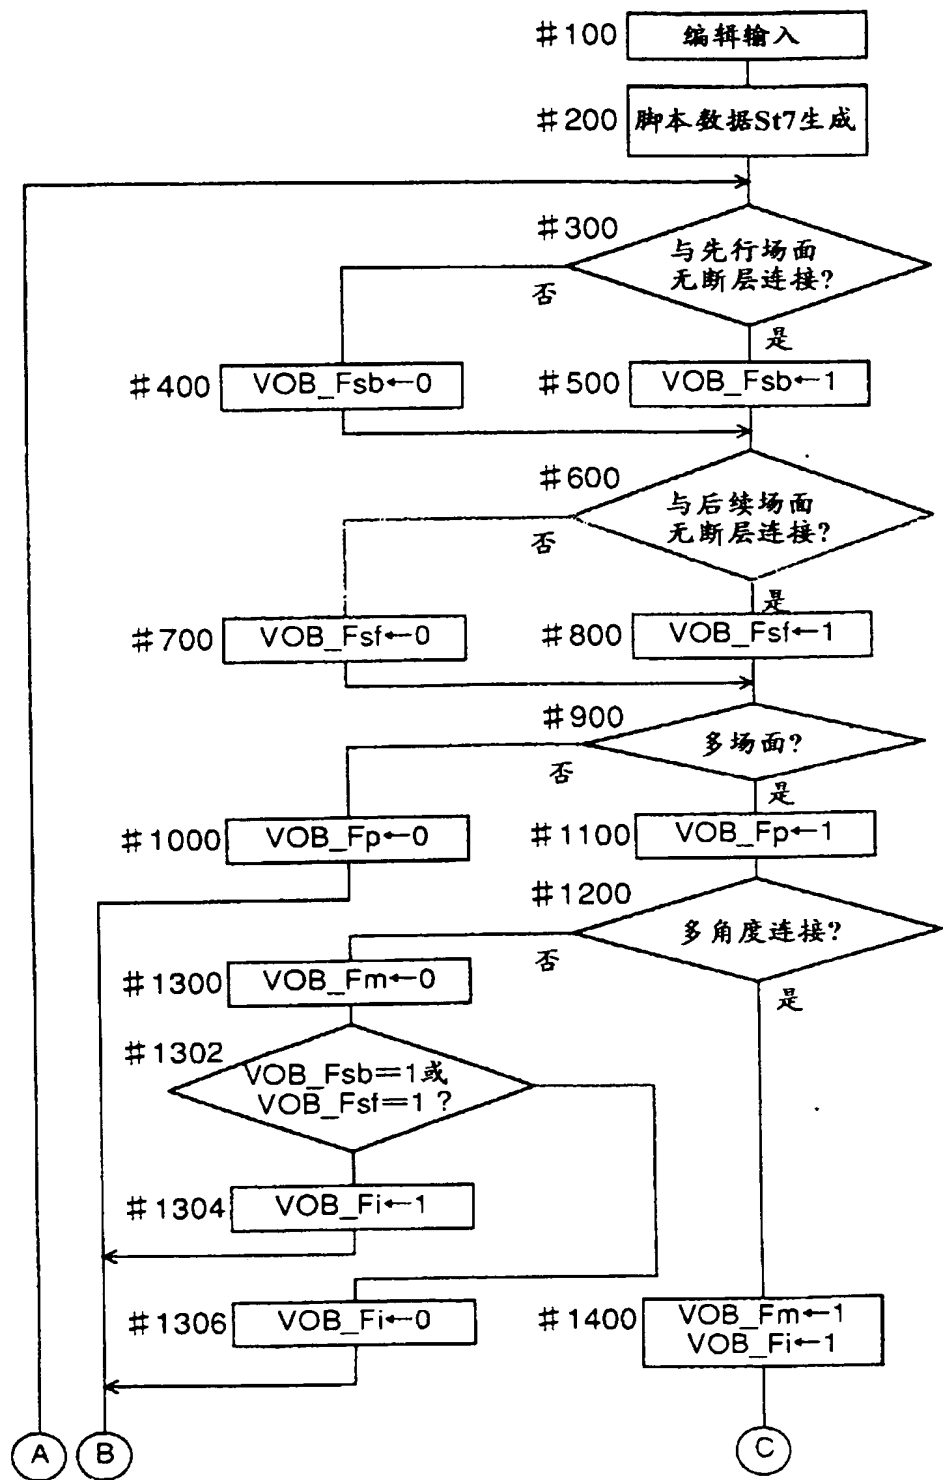 #100 编辑输入
#200 脚本数据St7生成
#300 与先行场面
无断层连接?
否
是
#400 VOB_Fsb←0
#500 VOB_Fsb←1
#600
与后续场面
无断层连接?
否
是
#700 VOB_Fsf←0
#800 VOB_Fsf←1
#900
多场面?
否
是
#1000 VOB_Fp←0
#1100 VOB_Fp←1
#1200
多角度连接?
否
是
#1300 VOB_Fm←0
#1302
VOB_Fsb=1或
VOB_Fsf=1?
#1304 VOB_Fi←1
#1306 VOB_Fi←0
#1400 VOB_Fm←1
VOB_Fi←1
A
B
C